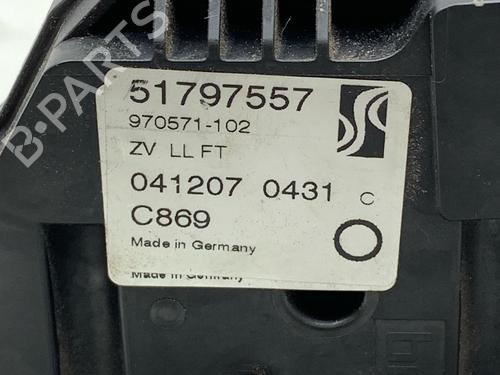 B-PARTS
51797557
970571-102
ZV LL FT
041207 0431 C
C869
Made in Germany
Made in Germany